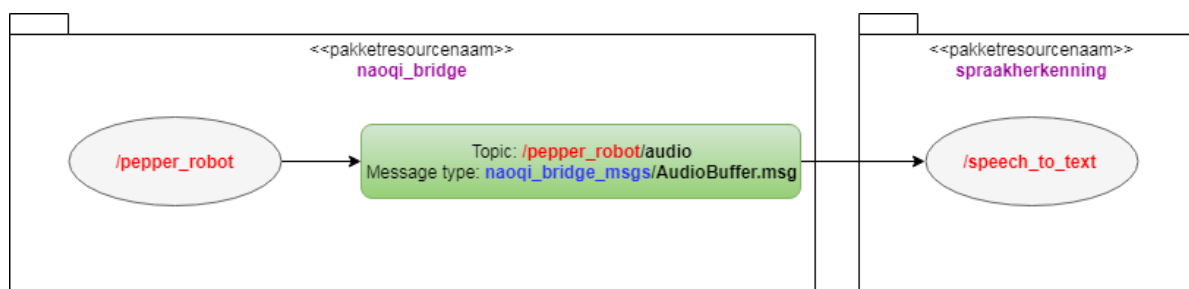 <<pakketresourcenaam>>
naoqi_bridge
/pepper_robot
Topic: /pepper_robot/audio
Message type: naoqi_bridge_msgs/AudioBuffer.msg
<<pakketresourcenaam>>
spraakherkenning
/speech_to_text